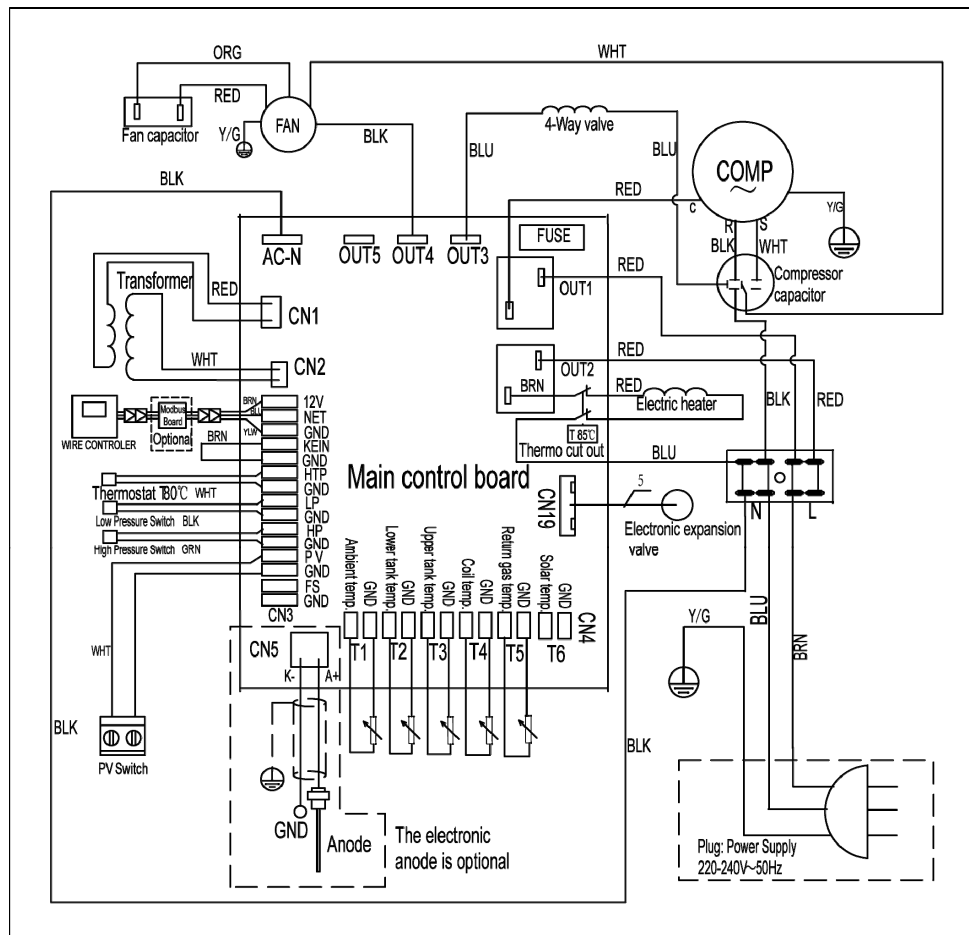 ORG
WHT
RED
Fan capacitor
Y/G
FAN
BLK
4-Way valve
BLU
BLU
COMP
~
BLK
RED
C
Y/G
R
S
BLK
WHT
AC-N
OUT5
OUT4
OUT3
FUSE
Compressor
capacitor
RED
OUT1
Transformer
RED
CN1
WHT
CN2
RED
OUT2
BRN
RED
Electric heater
BLK
RED
T 85℃
Thermo cut out
BLU
WIRE CONTROLER
Modbus
Board
Optional
BRN
BLU
YLW
12V
NET
GND
BRN
KEIN
GND
HTP
Thermostat T80℃ WHT
GND
LP
Low Pressure Switch BLK
GND
HP
High Pressure Switch GRN
GND
PV
GND
FS
GND
CN3
Main control board
CN19
5
Electronic expansion
valve
N
L
Ambient temp.
GND
Lower tank temp.
GND
Upper tank temp.
GND
Coil temp.
GND
Return gas temp.
GND
Solar temp.
GND
CN4
T1
T2
T3
T4
T5
T6
CN5
K-
A+
WHT
BLK
PV Switch
GND
Anode
The electronic
anode is optional
Y/G
BLU
BRN
BLK
Plug: Power Supply
220-240V~50Hz